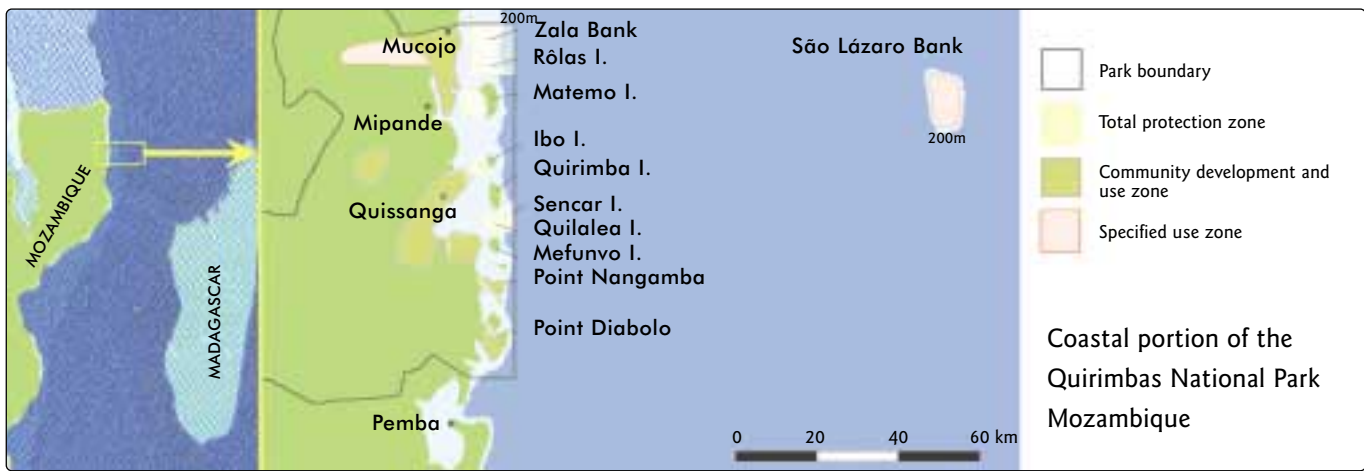 MOZAMBIQUE
MADAGASCAR
200m
Mucojo
Mipande
Quissanga
Pemba
Zala Bank
Rôlas I.
Matemo I.
Ibo I.
Quirimba I.
Sencar I.
Quilalea I.
Mefunvo I.
Point Nangamba
Point Diabolo
São Lázaro Bank
200m
0 20 40 60 km
Park boundary
Total protection zone
Community development and
use zone
Specified use zone
Coastal portion of the
Quirimbas National Park
Mozambique